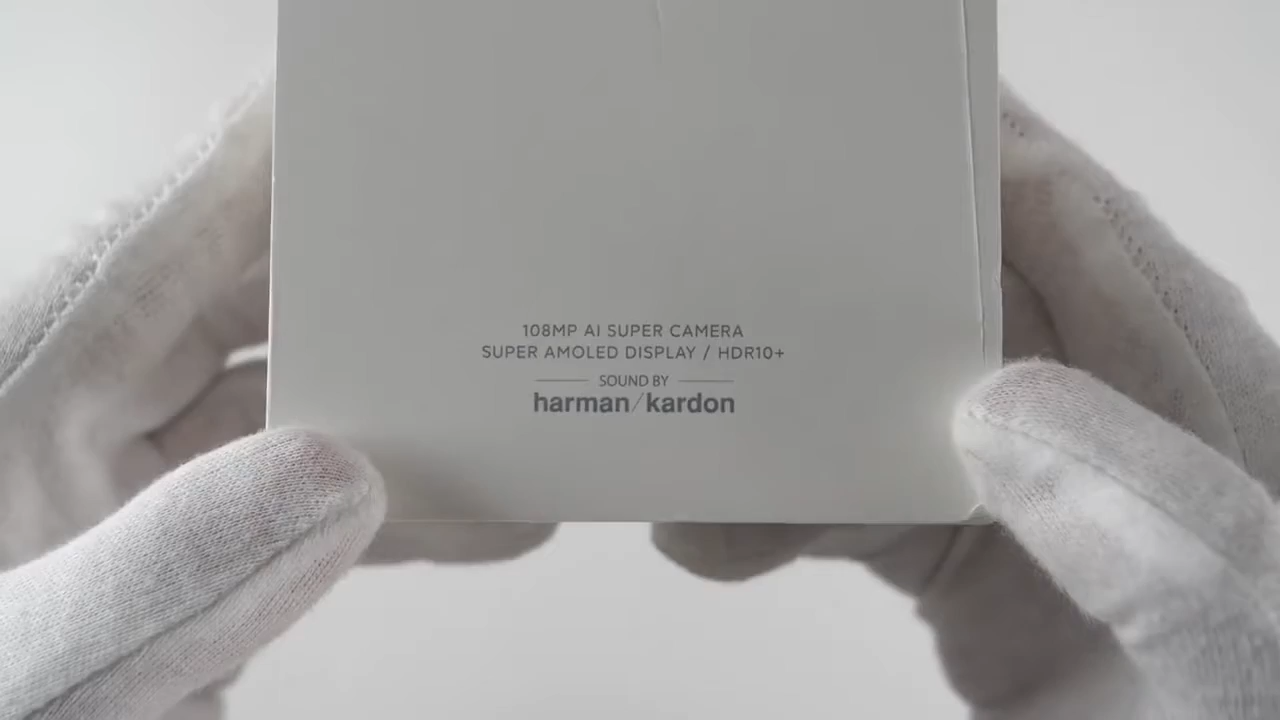 108MP AI SUPER CAMERA
SUPER AMOLED DISPLAY / HDR10+
SOUND BY
harman/kardon